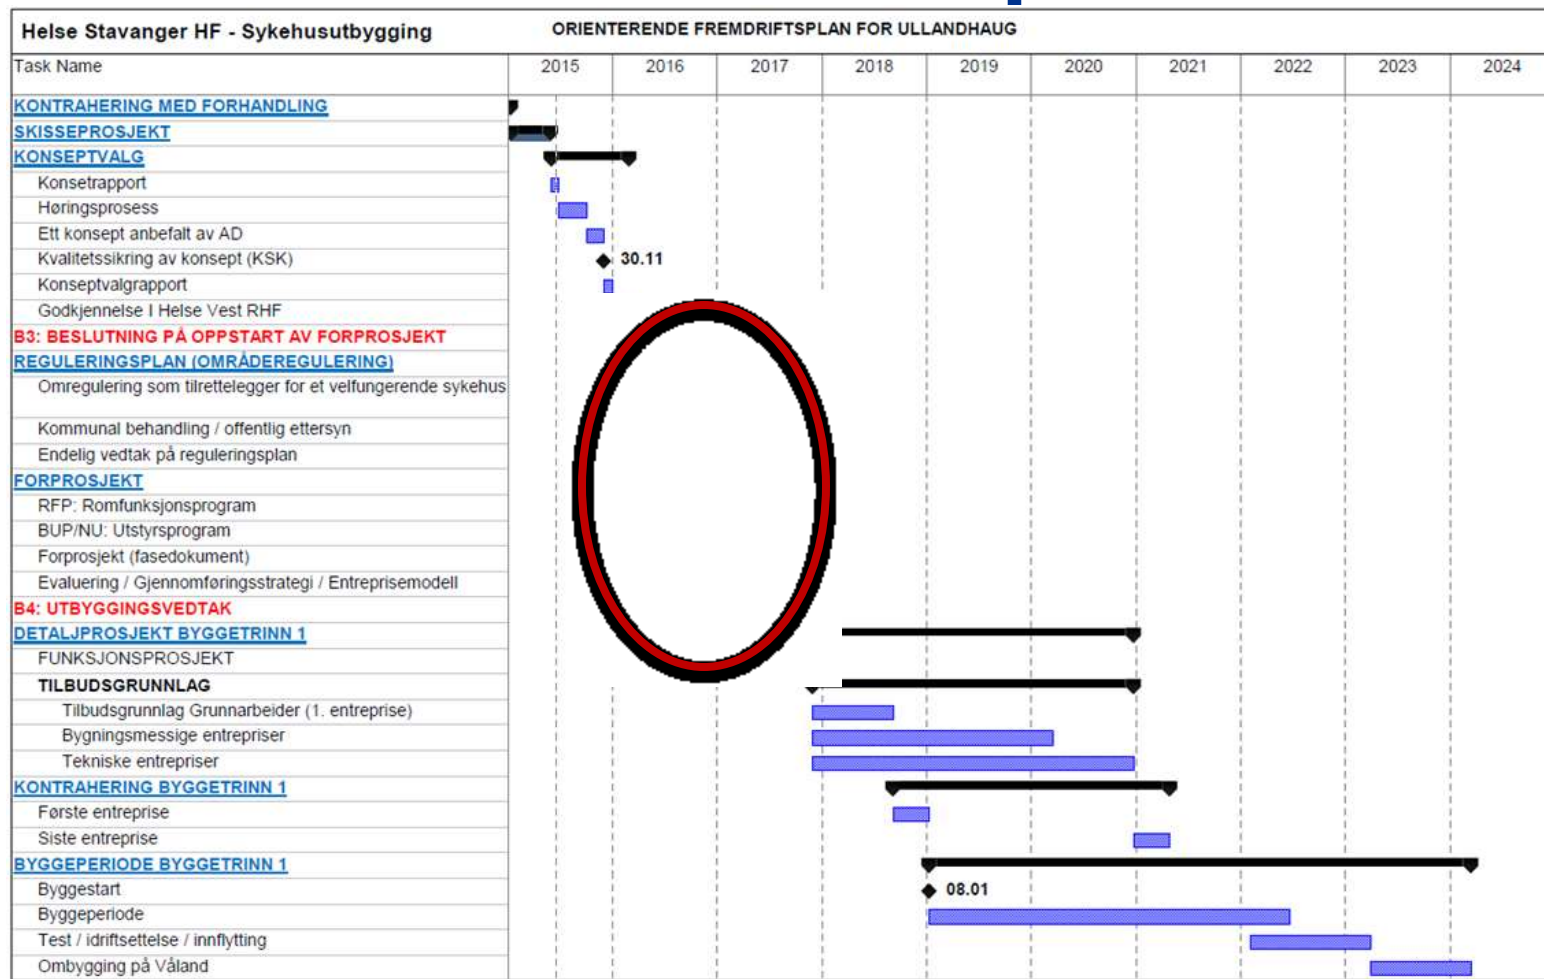 Helse Stavanger HF - Sykehusutbygging
ORIENTERENDE FREMDRIFTSPLAN FOR ULLANDHAUG
Task Name 2015 2016 2017 2018 2019 2020 2021 2022 2023 2024
KONTRAHERING MED FORHANDLING
SKISSEPROSJEKT
KONSEPTVALG
Konsetrapport
Høringsprosess
Ett konsept anbefalt av AD
Kvalitetssikring av konsept (KSK) 30.11
Konseptvalgrapport
Godkjennelse I Helse Vest RHF
B3: BESLUTNING PÅ OPPSTART AV FORPROSJEKT
REGULERINGSPLAN (OMRÅDEREGULERING)
Omregulering som tilrettelegger for et velfungerende sykehus
Kommunal behandling / offentlig ettersyn
Endelig vedtak på reguleringsplan
FORPROSJEKT
RFP: Romfunksjonsprogram
BUP/NU: Utstyrsprogram
Forprosjekt (fasedokument)
Evaluering / Gjennomføringsstrategi / Entreprisemodell
B4: UTBYGGINGSVEDTAK
DETALJPROSJEKT BYGGETRINN 1
FUNKSJONSPROSJEKT
TILBUDSGRUNNLAG
Tilbudsgrunnlag Grunnarbeider (1. entreprise)
Bygningsmessige entrepriser
Tekniske entrepriser
KONTRAHERING BYGGETRINN 1
Første entreprise
Siste entreprise
BYGGEPERIODE BYGGETRINN 1
Byggestart 08.01
Byggeperiode
Test / idriftsettelse / innflytting
Ombygging på Våland